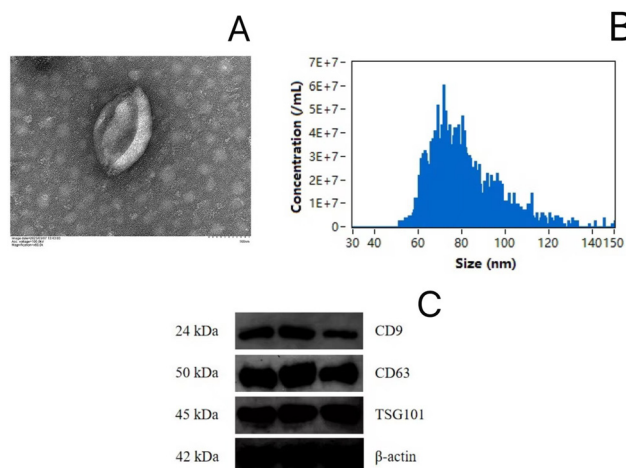 A
B
7E+7
6E+7
5E+7
4E+7
3E+7
2E+7
1E+7
0
Concentration (/mL)
30 40 60 80 100 120 140 150
Size (nm)
C
24 kDa CD9
50 kDa CD63
45 kDa TSG101
42 kDa β-actin